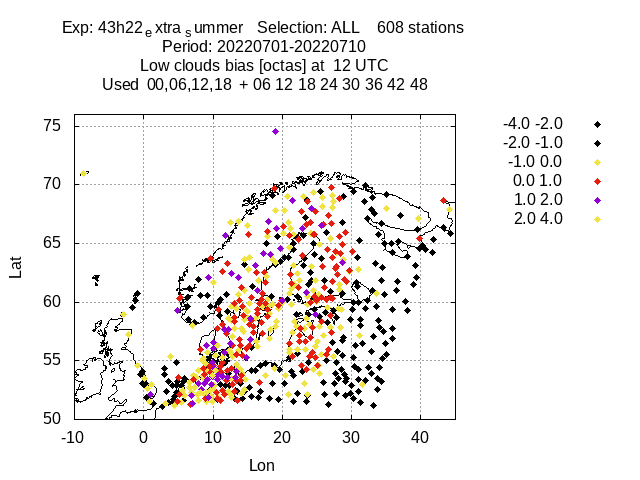 Exp: 43h22e xtra s ummer Selection: ALL 608 stations
Period: 20220701-20220710
Low clouds bias [octas] at 12 UTC
Used 00,06,12,18 + 06 12 18 24 30 36 42 48
-4.0 -2.0
-2.0 -1.0
-1.0 0.0
0.0 1.0
1.0 2.0
2.0 4.0
75
70
65
60
55
50
Lat
-10 0 10 20 30 40
Lon